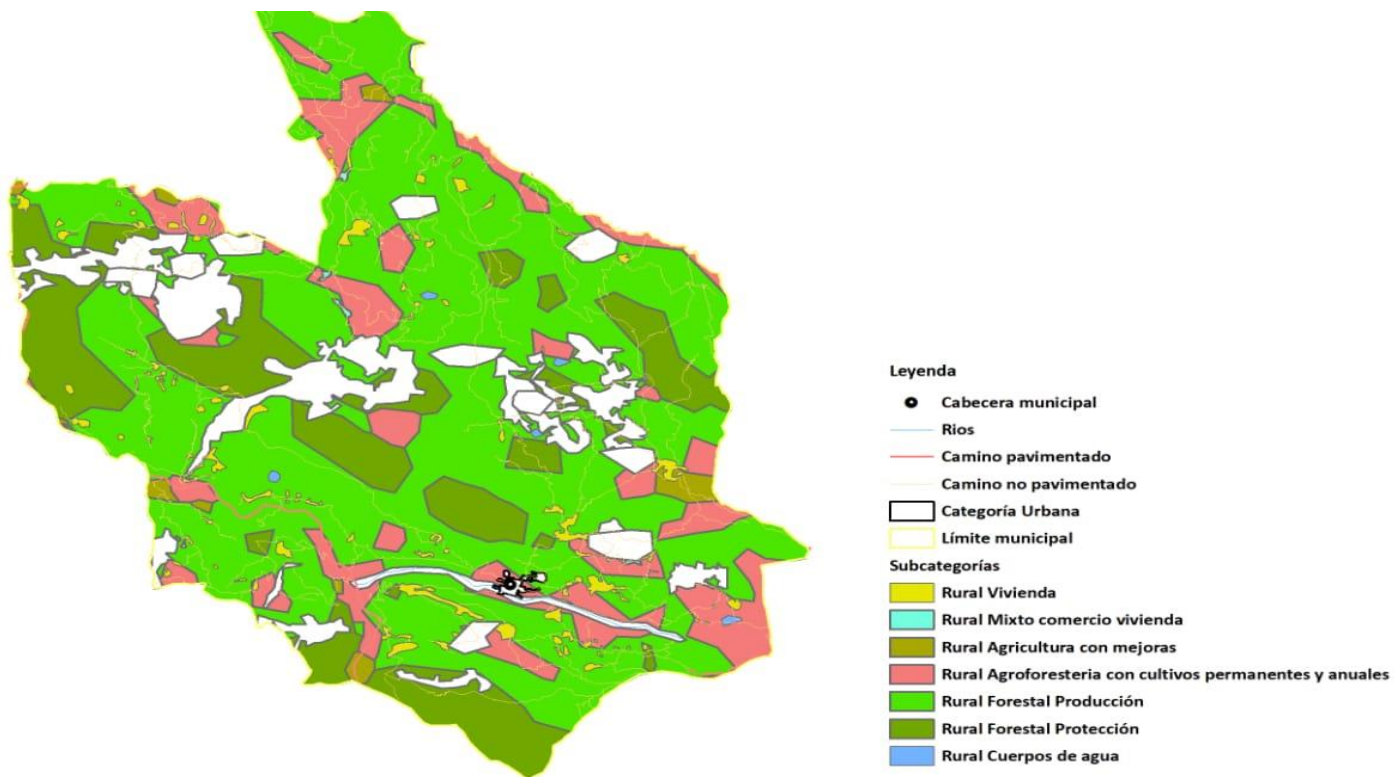 Leyenda
Cabecera municipal
Rios
Camino pavimentado
Camino no pavimentado
Categoría Urbana
Límite municipal
Subcategorías
Rural Vivienda
Rural Mixto comercio vivienda
Rural Agricultura con mejoras
Rural Agroforesteria con cultivos permanentes y anuales
Rural Forestal Producción
Rural Forestal Protección
Rural Cuerpos de agua